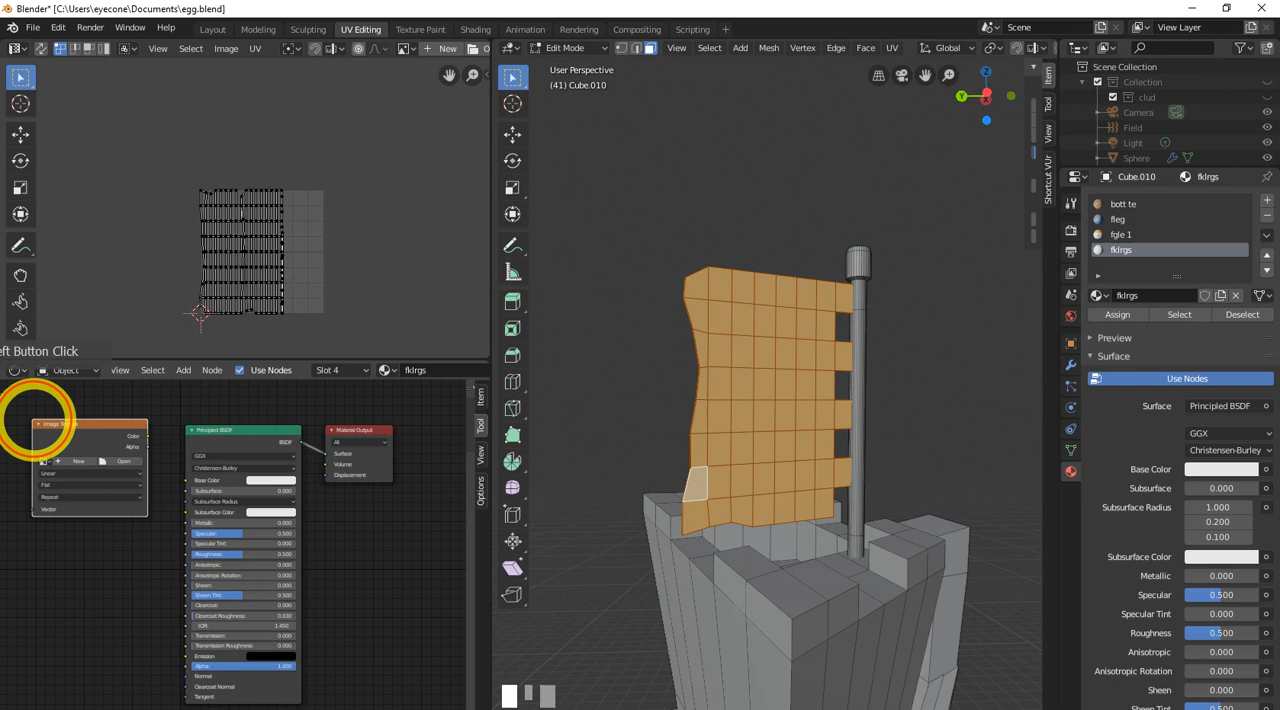 Blender* [C:\Users\eyecone\Documents\egg.blend]
File Edit Render Window Help Layout Modeling Sculpting UV Editing Texture Paint Shading Animation Rendering Compositing Scripting + Scene View Layer
View Select Image UV + New O
Edit Mode View Select Add Mesh Vertex Edge Face UV Global
User Perspective
(41) Cube.010
Item
Tool
View
Shortcut VUr
Z
Y
Scene Collection
Collection
clud
Camera
Field
Light
Sphere
Cube.010 fklrgs
bott te
fleg
fgle 1
fklrgs
fklrgs
Assign Select Deselect
Preview
Surface
Use Nodes
Surface Principled BSDF
GGX
Christensen-Burley
Base Color
Subsurface 0.000
Subsurface Radius 1.000
0.200
0.100
Subsurface Color
Metallic 0.000
Specular 0.500
Specular Tint 0.000
Roughness 0.500
Anisotropic 0.000
Anisotropic Rotation 0.000
Sheen 0.000
Sheen Tint 0.500
eft Button Click
Object View Select Add Node Use Nodes Slot 4 fklrgs
Item
Tool
View
Options
Color
Alpha
New Open
Linear
Flat
Repeat
Vector
Principled BSDF
BSDF
GGX
Christensen-Burley
Base Color
Subsurface: 0.000
Subsurface Radius
Subsurface Color
Metallic: 0.000
Specular: 0.500
Specular Tint: 0.000
Roughness: 0.500
Anisotropic: 0.000
Anisotropic Rotation: 0.000
Sheen: 0.000
Sheen Tint: 0.500
Clearcoat: 0.000
Clearcoat Roughness: 0.030
IOR: 1.450
Transmission: 0.000
Transmission Roughness: 0.000
Emission
Alpha: 1.000
Normal
Clearcoat Normal
Tangent
Material Output
All
Surface
Volume
Displacement